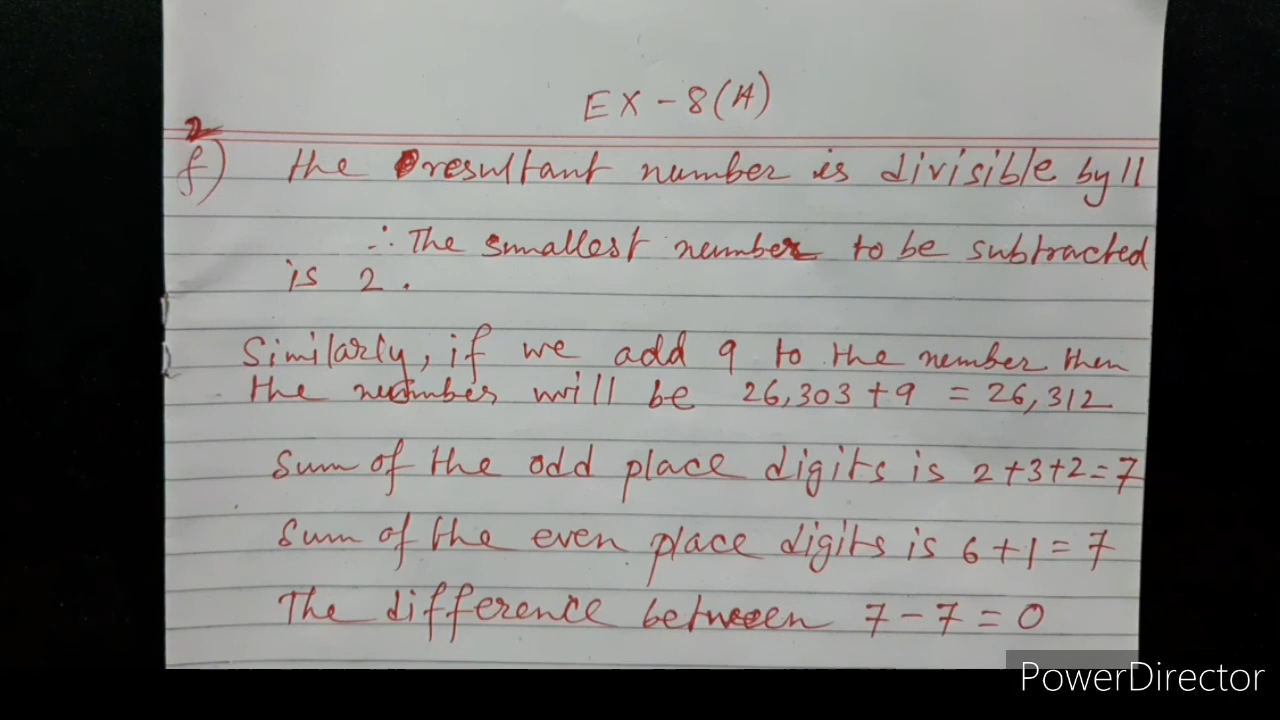 EX - 8(A)
2
f) the resultant number is divisible by 11
∴ The smallest number to be subtracted
is 2.
Similarly, if we add 9 to the number then
the number will be 26,303 + 9 = 26,312
Sum of the odd place digits is 2+3+2=7
Sum of the even place digits is 6+1=7
The difference between 7-7=0
PowerDirector